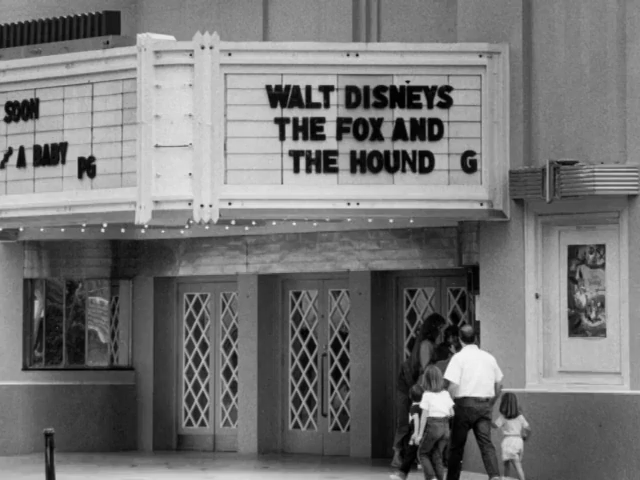 SOON
A BABY
PG
WALT DISNEYS
THE FOX AND
THE HOUND G